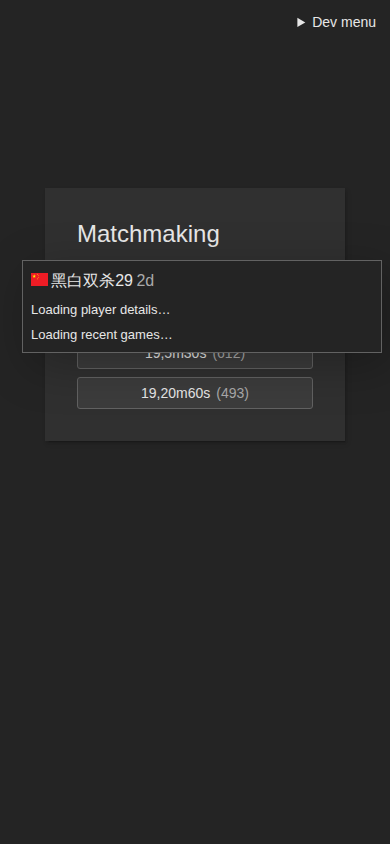 ▶ Dev menu
Matchmaking
黑白双杀29 2d
Loading player details…
Loading recent games…
19,5m30s (612)
19,20m60s (493)